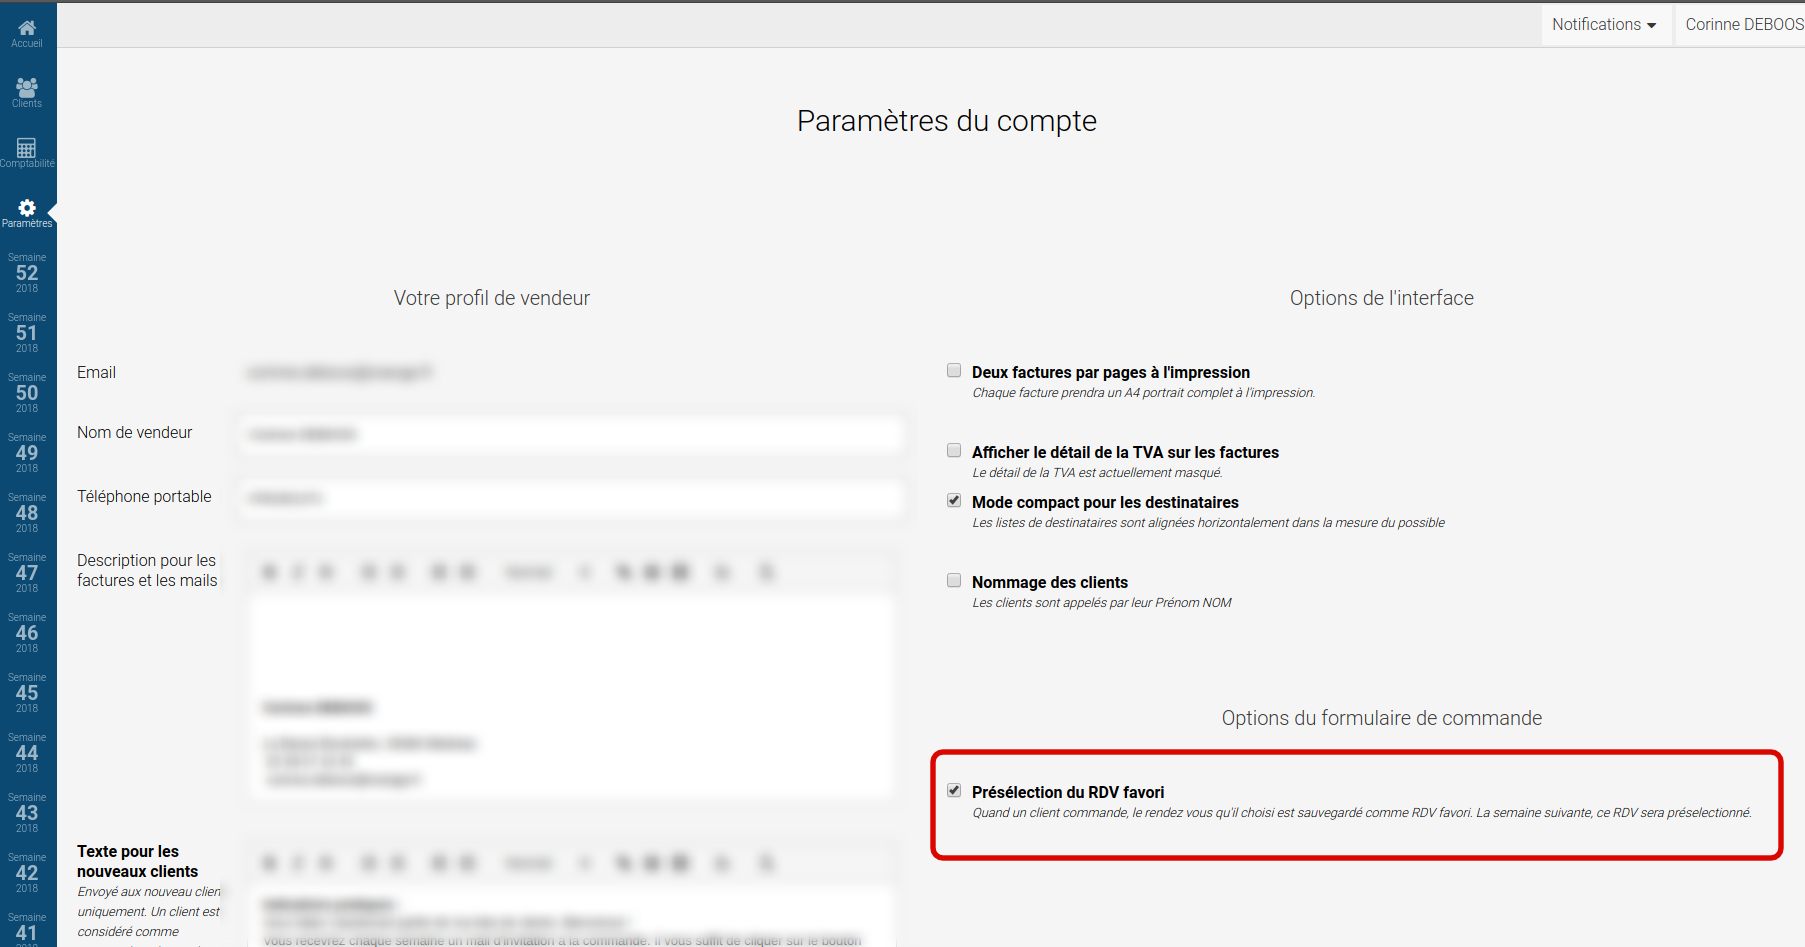 Notifications
Corinne DEBOOS
Accueil
Clients
Comptabilité
Paramètres
Semaine
52
2018
Semaine
51
2018
Semaine
50
2018
Semaine
49
2018
Semaine
48
2018
Semaine
47
2018
Semaine
46
2018
Semaine
45
2018
Semaine
44
2018
Semaine
43
2018
Semaine
42
2018
Semaine
41
Paramètres du compte
Votre profil de vendeur
Email
Nom de vendeur
Téléphone portable
Description pour les
factures et les mails
Texte pour les
nouveaux clients
Envoyé aux nouveau clien
uniquement. Un client est
considéré comme
Vous recevrez chaque semaine un mail d'invitation à la commande. Il vous suffit de cliquer sur le bouton
Options de l'interface
Deux factures par pages à l'impression
Chaque facture prendra un A4 portrait complet à l'impression.
Afficher le détail de la TVA sur les factures
Le détail de la TVA est actuellement masqué.
Mode compact pour les destinataires
Les listes de destinataires sont alignées horizontalement dans la mesure du possible
Nommage des clients
Les clients sont appelés par leur Prénom NOM
Options du formulaire de commande
Présélection du RDV favori
Quand un client commande, le rendez vous qu'il choisi est sauvegardé comme RDV favori. La semaine suivante, ce RDV sera préselectionné.